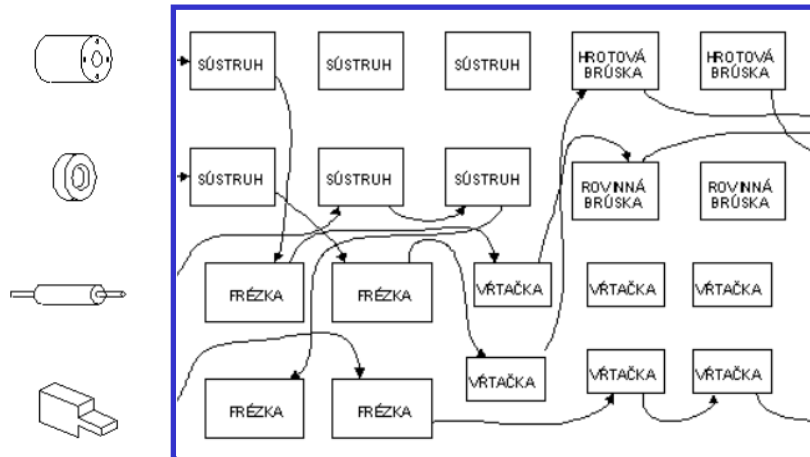 SÚSTRUH
SÚSTRUH
SÚSTRUH
HROTOVÁ
BRÚSKA
HROTOVÁ
BRÚSKA
SÚSTRUH
SÚSTRUH
SÚSTRUH
ROVINNÁ
BRÚSKA
ROVINNÁ
BRÚSKA
FRÉZKA
FRÉZKA
VŔTAČKA
VŔTAČKA
VŔTAČKA
FRÉZKA
FRÉZKA
VŔTAČKA
VŔTAČKA
VŔTAČKA